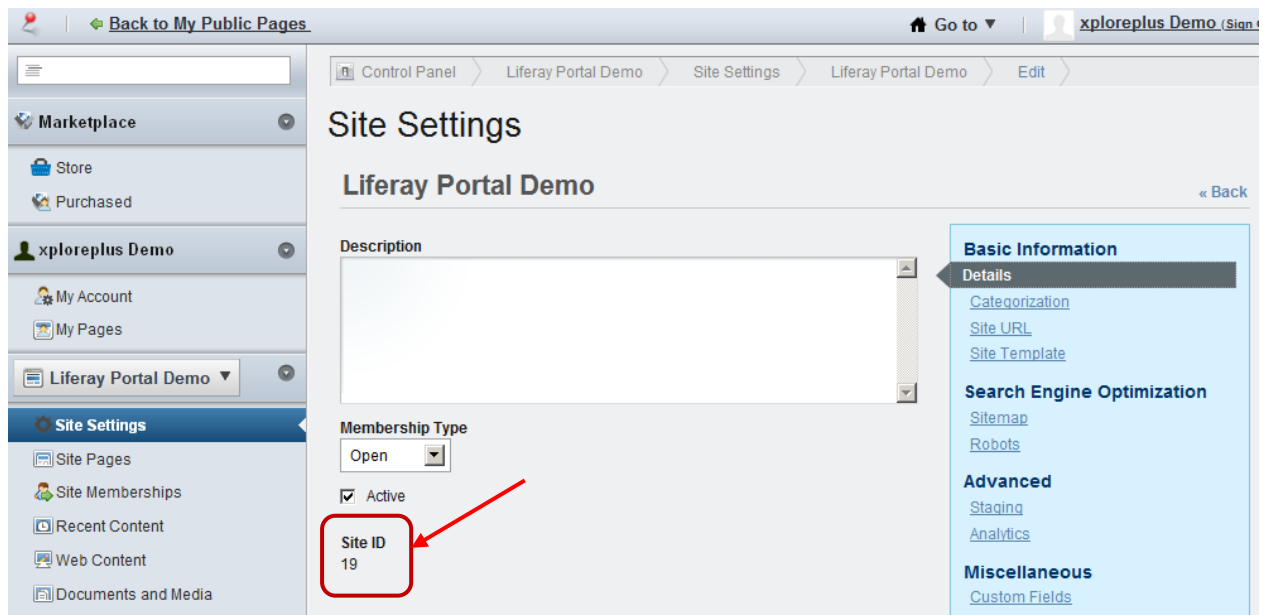 Back to My Public Pages
Go to ▼
xploreplus Demo (Sign
Control Panel
Liferay Portal Demo
Site Settings
Liferay Portal Demo
Edit
Marketplace
Store
Purchased
xploreplus Demo
My Account
My Pages
Liferay Portal Demo ▼
Site Settings
Site Pages
Site Memberships
Recent Content
Web Content
Documents and Media
Site Settings
Liferay Portal Demo
« Back
Description
Membership Type
Open
Active
Site ID
19
Basic Information
Details
Categorization
Site URL
Site Template
Search Engine Optimization
Sitemap
Robots
Advanced
Staging
Analytics
Miscellaneous
Custom Fields